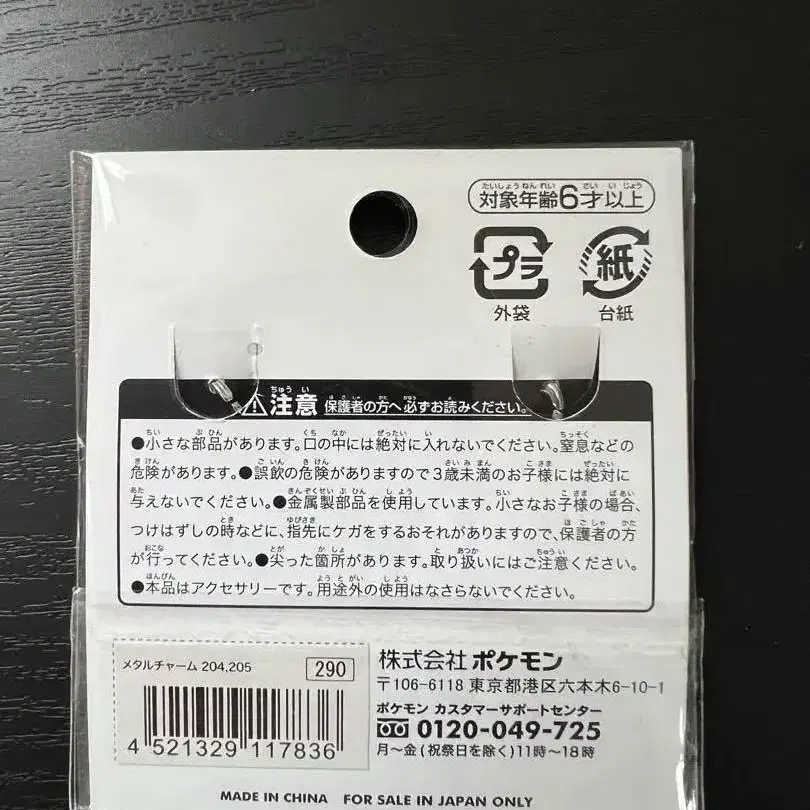 対象年齢6才以上
プラ
紙
外袋
台紙
注意 保護者の方へ必ずお読みください。
●小さな部品があります。口の中には絶対に入れないでください。窒息などの
危険があります。●誤飲の危険がありますので3歳未満のお子様には絶対に
与えないでください。●金属製部品を使用しています。小さなお子様の場合、
つけはずしの時などに、指先にケガをするおそれがありますので、保護者の方
が行ってください。●尖った箇所があります。取り扱いにはご注意ください。
●本品はアクセサリーです。用途外の使用はなさらないでください。
メタルチャーム 204,205
290
4 521329 117836
株式会社 ポケモン
〒106-6118 東京都港区六本木6-10-1
ポケモン カスタマーサポートセンター
0120-049-725
月〜金(祝祭日を除く)11時〜18時
MADE IN CHINA FOR SALE IN JAPAN ONLY